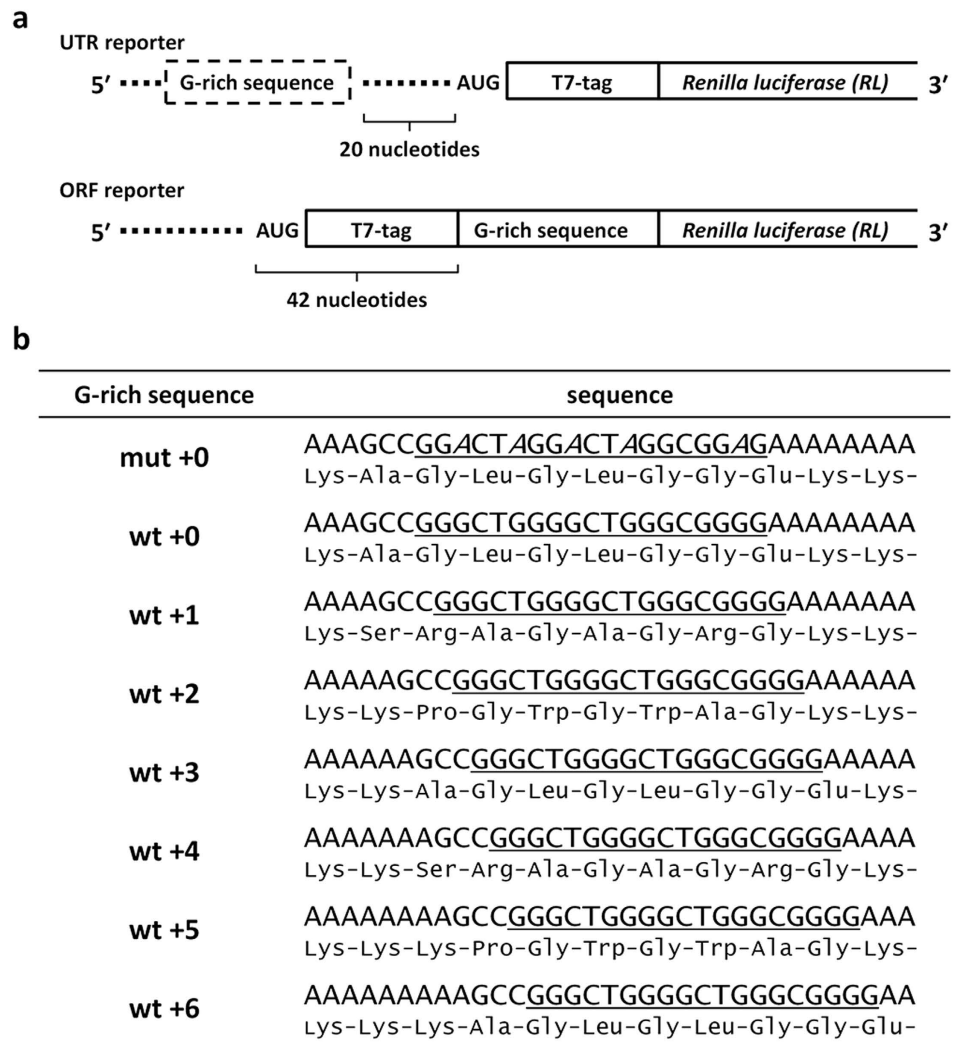 a
UTR reporter
5′ G-rich sequence AUG T7-tag Renilla luciferase (RL) 3′
20 nucleotides
ORF reporter
5′ AUG T7-tag G-rich sequence Renilla luciferase (RL) 3′
42 nucleotides
b
G-rich sequence sequence
mut +0 AAAGCCGGACTAGGACTAGGCGGAGAAAAAAAA
Lys-Ala-Gly-Leu-Gly-Leu-Gly-Gly-Glu-Lys-Lys-
wt +0 AAAGCCGGGCTGGGGCTGGGCGGGGAAAAAAAA
Lys-Ala-Gly-Leu-Gly-Leu-Gly-Gly-Glu-Lys-Lys-
wt +1 AAAAGCCGGGCTGGGGCTGGGCGGGGAAAAAAA
Lys-Ser-Arg-Ala-Gly-Ala-Gly-Arg-Gly-Lys-Lys-
wt +2 AAAAAGCCGGGCTGGGGCTGGGCGGGGAAAAAA
Lys-Lys-Pro-Gly-Trp-Gly-Trp-Ala-Gly-Lys-Lys-
wt +3 AAAAAAGCCGGGCTGGGGCTGGGCGGGGAAAAA
Lys-Lys-Ala-Gly-Leu-Gly-Leu-Gly-Gly-Glu-Lys-
wt +4 AAAAAAAGCCGGGCTGGGGCTGGGCGGGGAAAA
Lys-Lys-Ser-Arg-Ala-Gly-Ala-Gly-Arg-Gly-Lys-
wt +5 AAAAAAAAGCCGGGCTGGGGCTGGGCGGGGAAA
Lys-Lys-Lys-Pro-Gly-Trp-Gly-Trp-Ala-Gly-Lys-
wt +6 AAAAAAAAAGCCGGGCTGGGGCTGGGCGGGGAA
Lys-Lys-Lys-Ala-Gly-Leu-Gly-Leu-Gly-Gly-Glu-